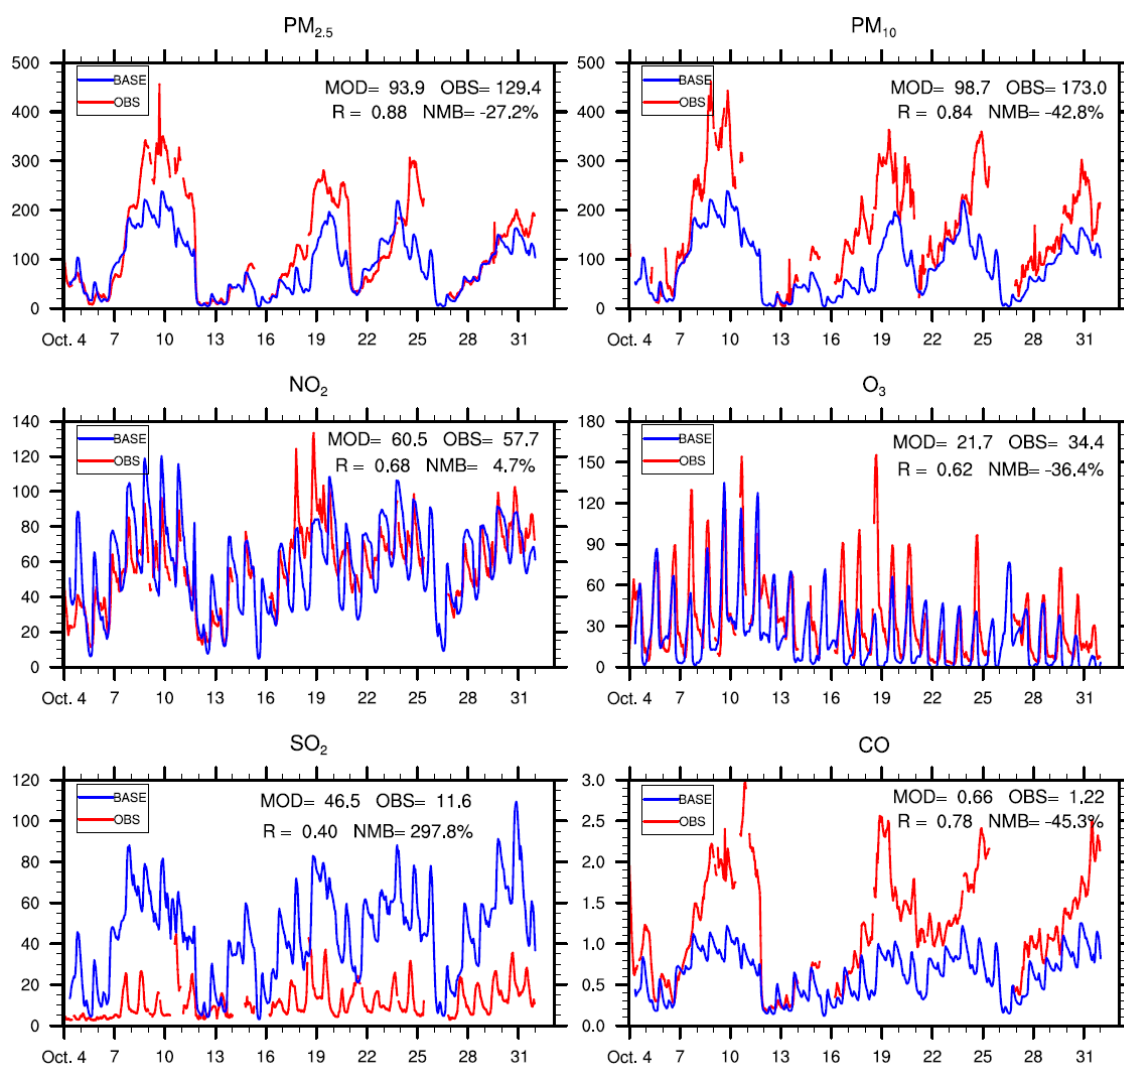 PM2.5
500
400
300
200
100
0
BASE
OBS
MOD= 93.9 OBS= 129.4
R = 0.88 NMB= -27.2%
Oct. 4 7 10 13 16 19 22 25 28 31
PM10
500
400
300
200
100
0
BASE
OBS
MOD= 98.7 OBS= 173.0
R = 0.84 NMB= -42.8%
Oct. 4 7 10 13 16 19 22 25 28 31
NO2
140
120
100
80
60
40
20
0
BASE
OBS
MOD= 60.5 OBS= 57.7
R = 0.68 NMB= 4.7%
Oct. 4 7 10 13 16 19 22 25 28 31
O3
180
150
120
90
60
30
0
BASE
OBS
MOD= 21.7 OBS= 34.4
R = 0.62 NMB= -36.4%
Oct. 4 7 10 13 16 19 22 25 28 31
SO2
120
100
80
60
40
20
0
BASE
OBS
MOD= 46.5 OBS= 11.6
R = 0.40 NMB= 297.8%
Oct. 4 7 10 13 16 19 22 25 28 31
CO
3.0
2.5
2.0
1.5
1.0
0.5
0.0
BASE
OBS
MOD= 0.66 OBS= 1.22
R = 0.78 NMB= -45.3%
Oct. 4 7 10 13 16 19 22 25 28 31